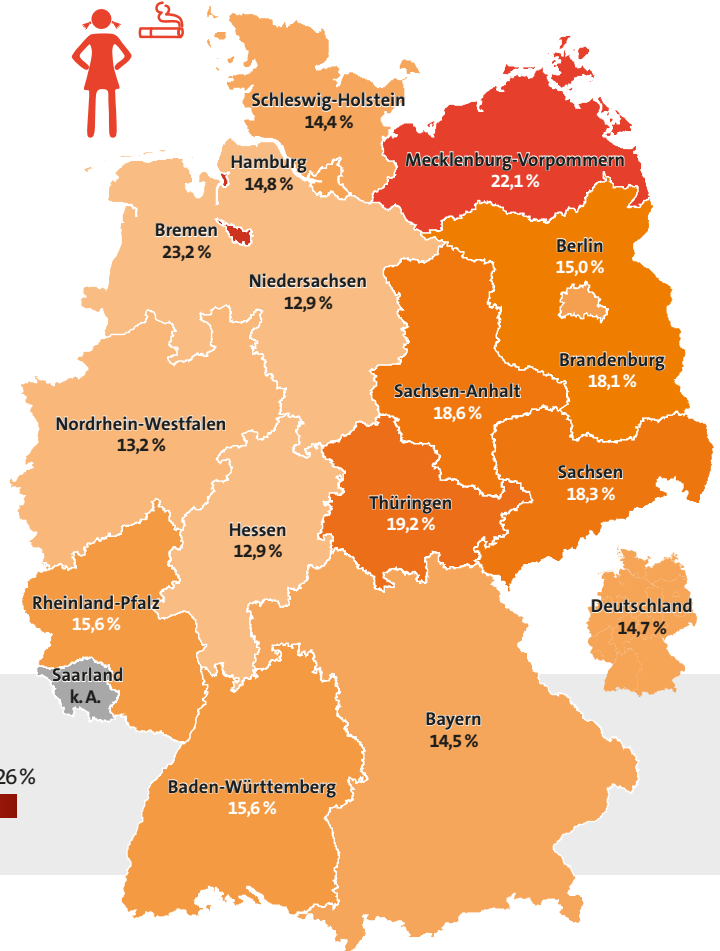 Schleswig-Holstein
14,4 %
Hamburg
14,8 %
Mecklenburg-Vorpommern
22,1 %
Bremen
23,2 %
Berlin
15,0 %
Niedersachsen
12,9 %
Brandenburg
18,1 %
Sachsen-Anhalt
18,6 %
Nordrhein-Westfalen
13,2 %
Sachsen
18,3 %
Thüringen
19,2 %
Hessen
12,9 %
Rheinland-Pfalz
15,6 %
Deutschland
14,7 %
Saarland
k. A.
Bayern
14,5 %
26 %
Baden-Württemberg
15,6 %